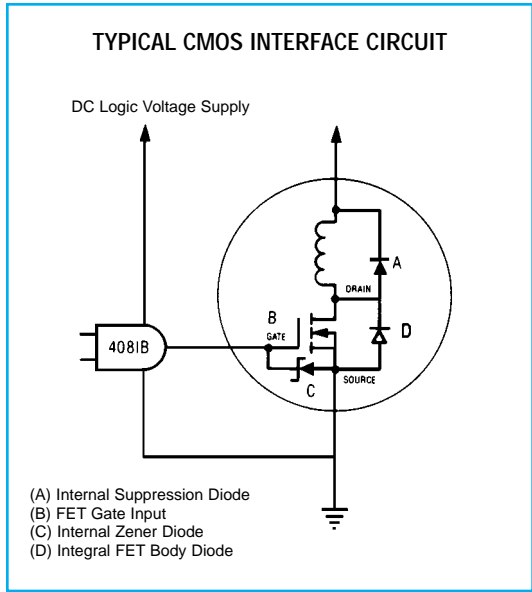 TYPICAL CMOS INTERFACE CIRCUIT
DC Logic Voltage Supply
A
DRAIN
B
GATE
D
4081B
C
SOURCE
(A) Internal Suppression Diode
(B) FET Gate Input
(C) Internal Zener Diode
(D) Integral FET Body Diode